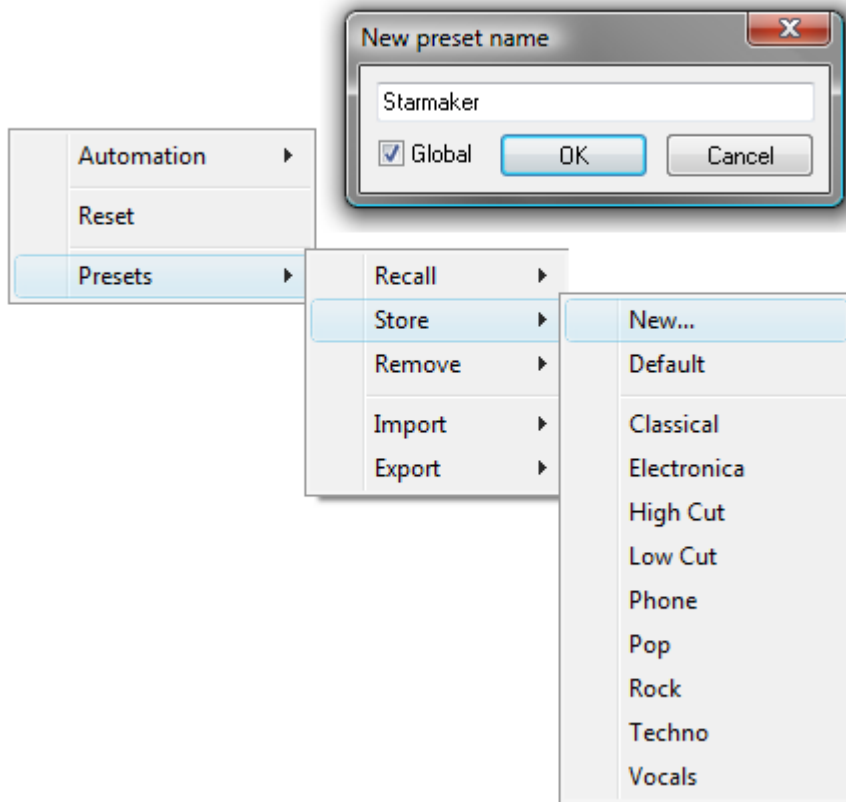 New preset name
Starmaker
Global
OK
Cancel
Automation
Reset
Presets
Recall
Store
Remove
Import
Export
New...
Default
Classical
Electronica
High Cut
Low Cut
Phone
Pop
Rock
Techno
Vocals